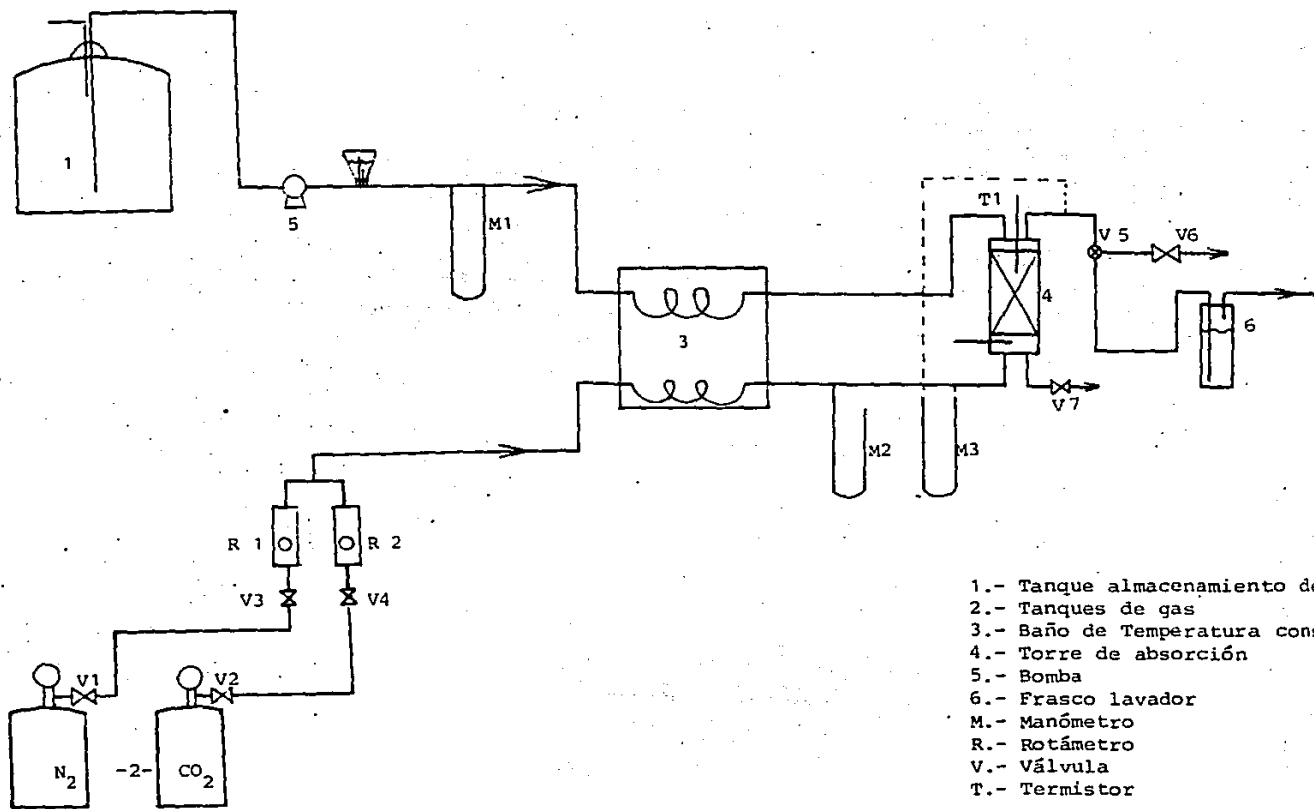 1
5
M1
T1
V 5
V6
4
3
6
V7
M2
M3
R 1
R 2
V3
V4
V1
V2
N2
-2-
CO2
1.- Tanque almacenamiento de
2.- Tanques de gas
3.- Baño de Temperatura cons
4.- Torre de absorción
5.- Bomba
6.- Frasco lavador
M.- Manómetro
R.- Rotámetro
V.- Válvula
T.- Termistor